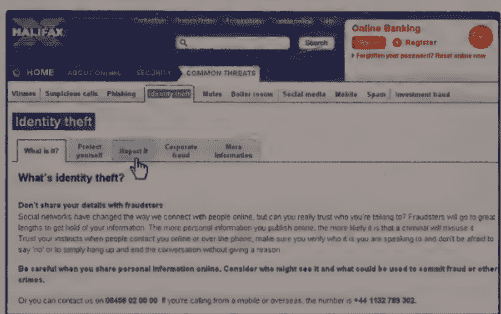 HALIFAX
Search
Online Banking
Register
Forgotten your password? Reset online now
HOME ABOUT ONLINE SECURITY COMMON THREATS
Viruses Suspicious calls Phishing Identity theft Mules Boiler room Social media Mobile Spam Investment fraud
Identity theft
What is it? Protect yourself Report it Corporate fraud More information
What's identity theft?
Don't share your details with fraudsters
Social networks have changed the way we connect with people online, but can you really trust who you're talking to? Fraudsters will go to great
lengths to get hold of your information. The more personal information you publish online, the more likely it is that a criminal will misuse it
Trust your instincts when people contact you online or over the phone, make sure you verify who it is you are speaking to and don't be afraid to
say 'no' or to simply hang up and end the conversation without giving a reason
Be careful when you share personal information online. Consider who might see it and what could be used to commit fraud or other
crimes.
Or you can contact us on 08456 02 00 00 If you're calling from a mobile or overseas, the number is +44 1132 789 302.